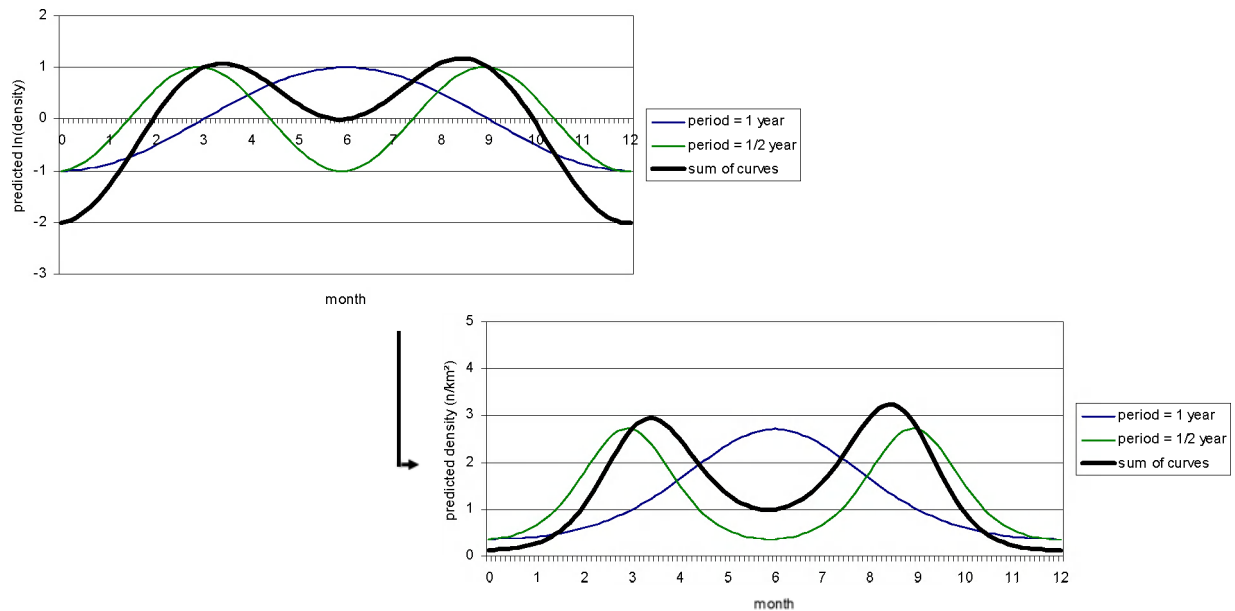 2
1
0
-1
-2
-3
predicted ln(density)
0 1 2 3 4 5 6 7 8 9 10 11 12
month
period = 1 year
period = 1/2 year
sum of curves
5
4
3
2
1
0
predicted density (n/km²)
0 1 2 3 4 5 6 7 8 9 10 11 12
month
period = 1 year
period = 1/2 year
sum of curves